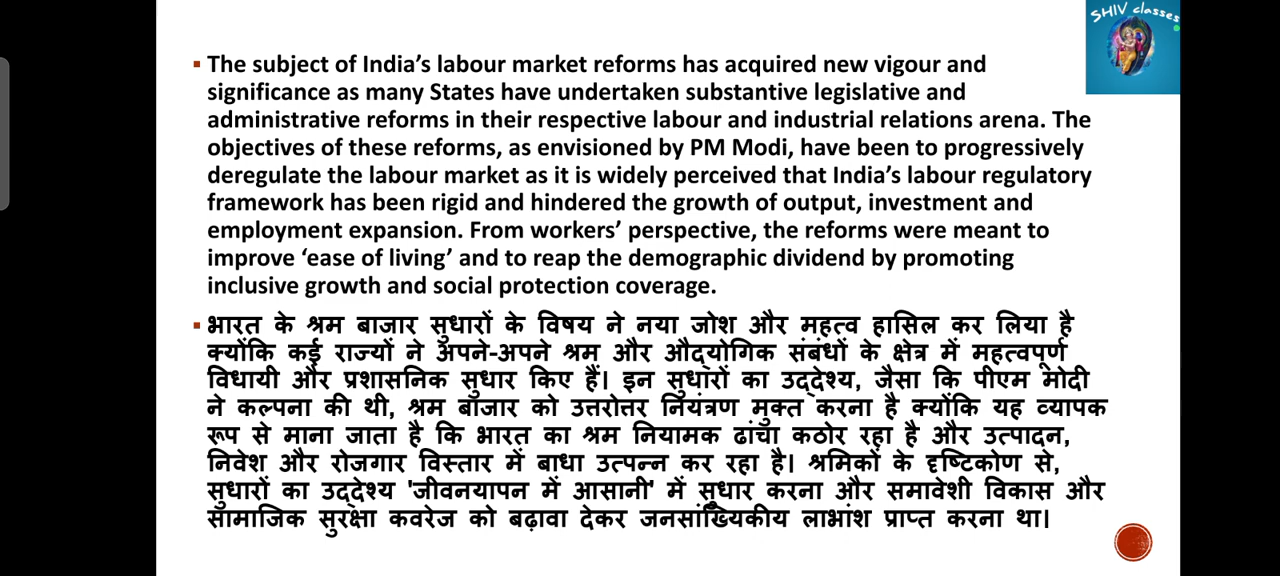 SHIV classes
The subject of India's labour market reforms has acquired new vigour and
significance as many States have undertaken substantive legislative and
administrative reforms in their respective labour and industrial relations arena. The
objectives of these reforms, as envisioned by PM Modi, have been to progressively
deregulate the labour market as it is widely perceived that India's labour regulatory
framework has been rigid and hindered the growth of output, investment and
employment expansion. From workers' perspective, the reforms were meant to
improve ‘ease of living’ and to reap the demographic dividend by promoting
inclusive growth and social protection coverage.
भारत के श्रम बाजार सुधारों के विषय ने नया जोश और महत्व हासिल कर लिया है
क्योंकि कई राज्यों ने अपने-अपने श्रम और औद्योगिक संबंधों के क्षेत्र में महत्वपूर्ण
विधायी और प्रशासनिक सुधार किए हैं। इन सुधारों का उद्देश्य, जैसा कि पीएम मोदी
ने कल्पना की थी, श्रम बाजार को उत्तरोत्तर नियंत्रण मुक्त करना है क्योंकि यह व्यापक
रूप से माना जाता है कि भारत का श्रम नियामक ढांचा कठोर रहा है और उत्पादन,
निवेश और रोजगार विस्तार में बाधा उत्पन्न कर रहा है। श्रमिकों के दृष्टिकोण से,
सुधारों का उद्देश्य 'जीवनयापन में आसानी' में सुधार करना और समावेशी विकास और
सामाजिक सुरक्षा कवरेज को बढ़ावा देकर जनसांख्यिकीय लाभांश प्राप्त करना था।